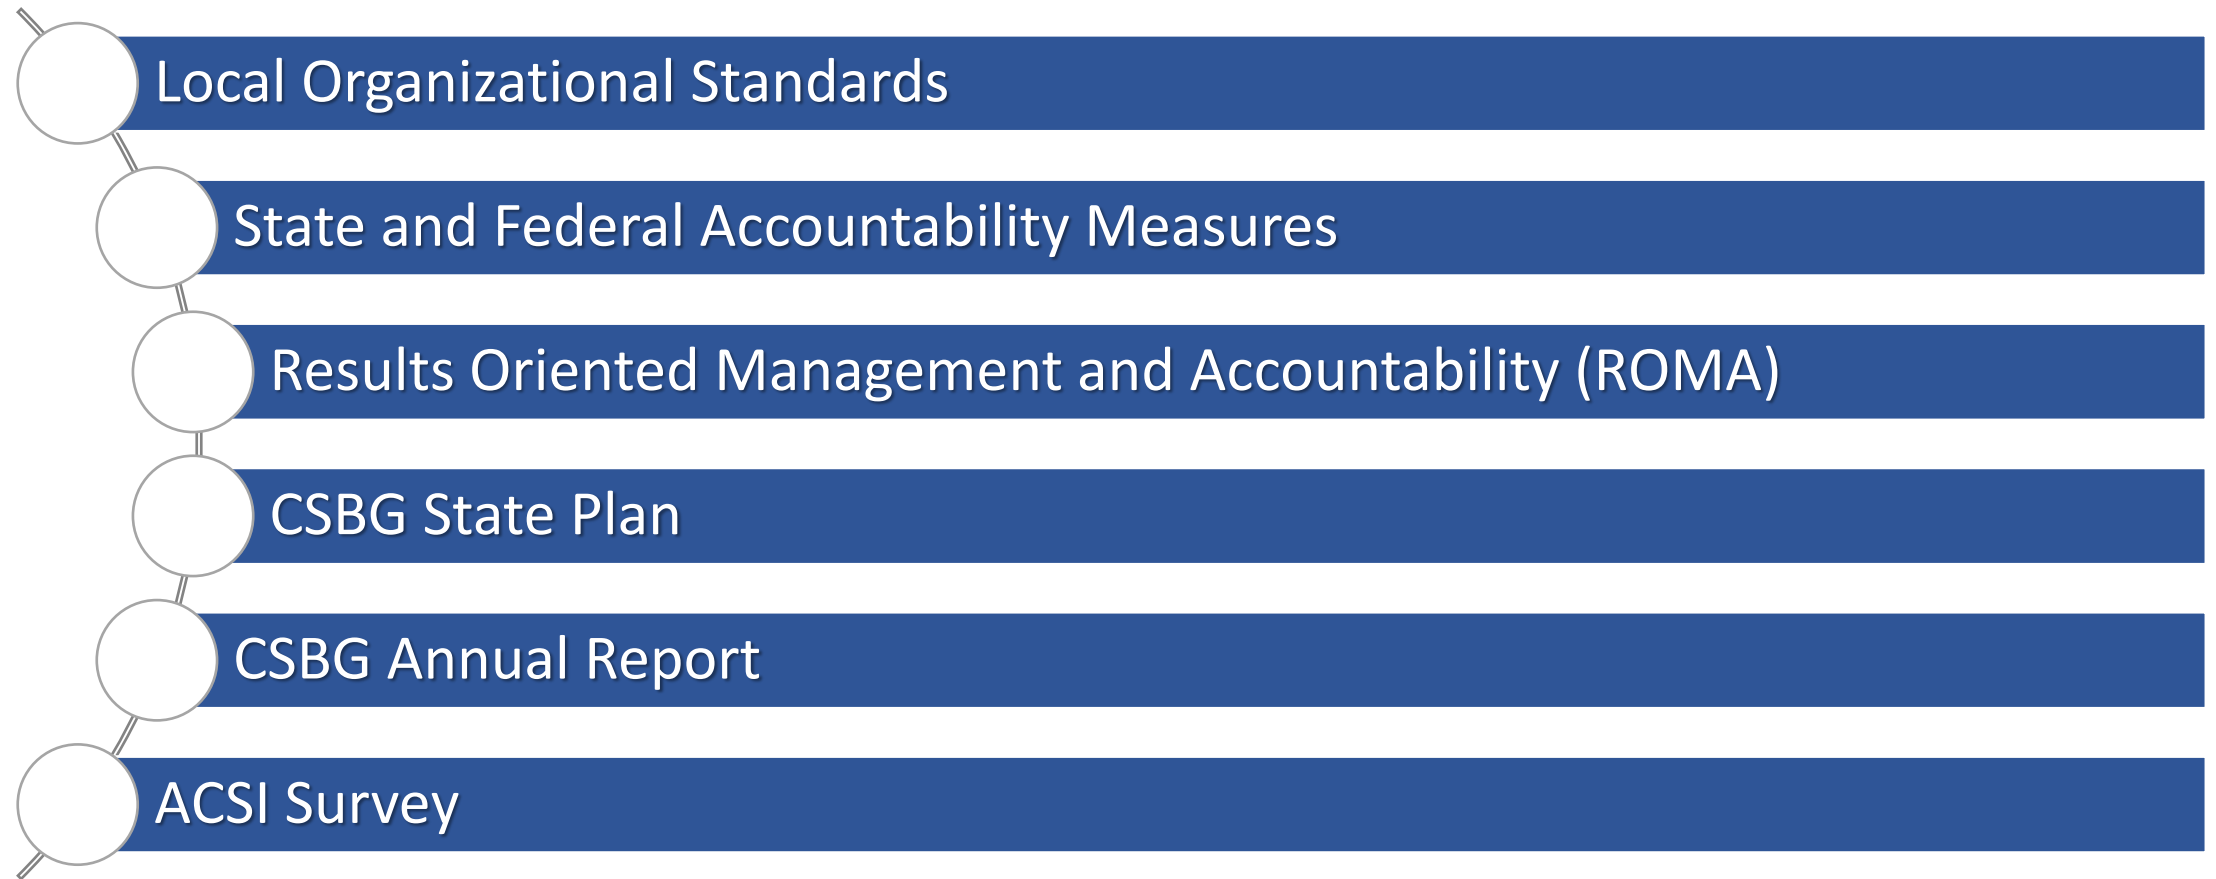 Local Organizational Standards
State and Federal Accountability Measures
Results Oriented Management and Accountability (ROMA)
CSBG State Plan
CSBG Annual Report
ACSI Survey